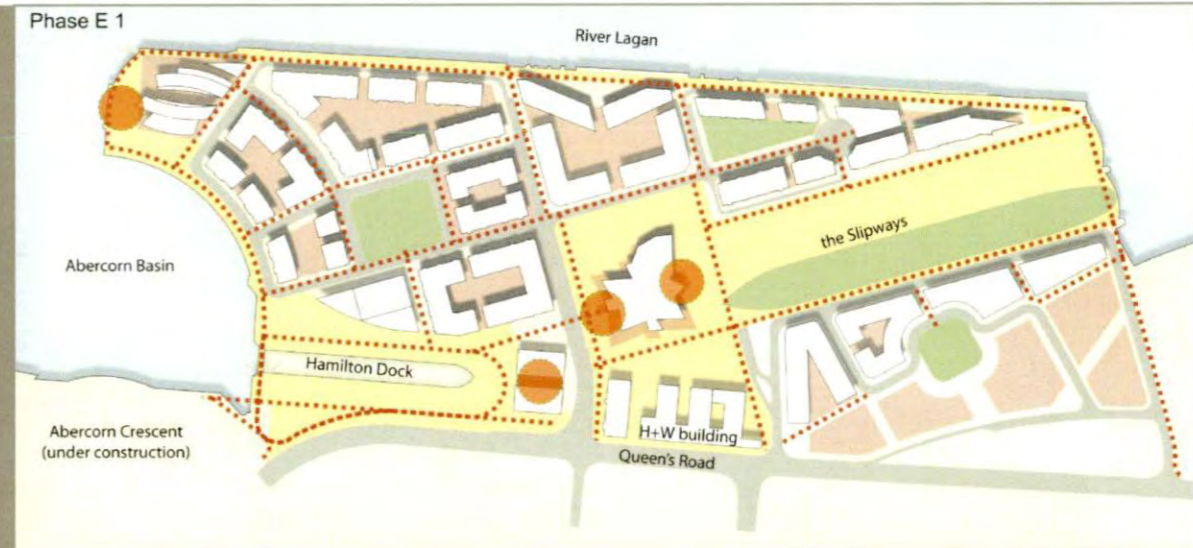 Phase E 1
River Lagan
the Slipways
Abercorn Basin
Hamilton Dock
Abercorn Crescent
(under construction)
H+W building
Queen's Road